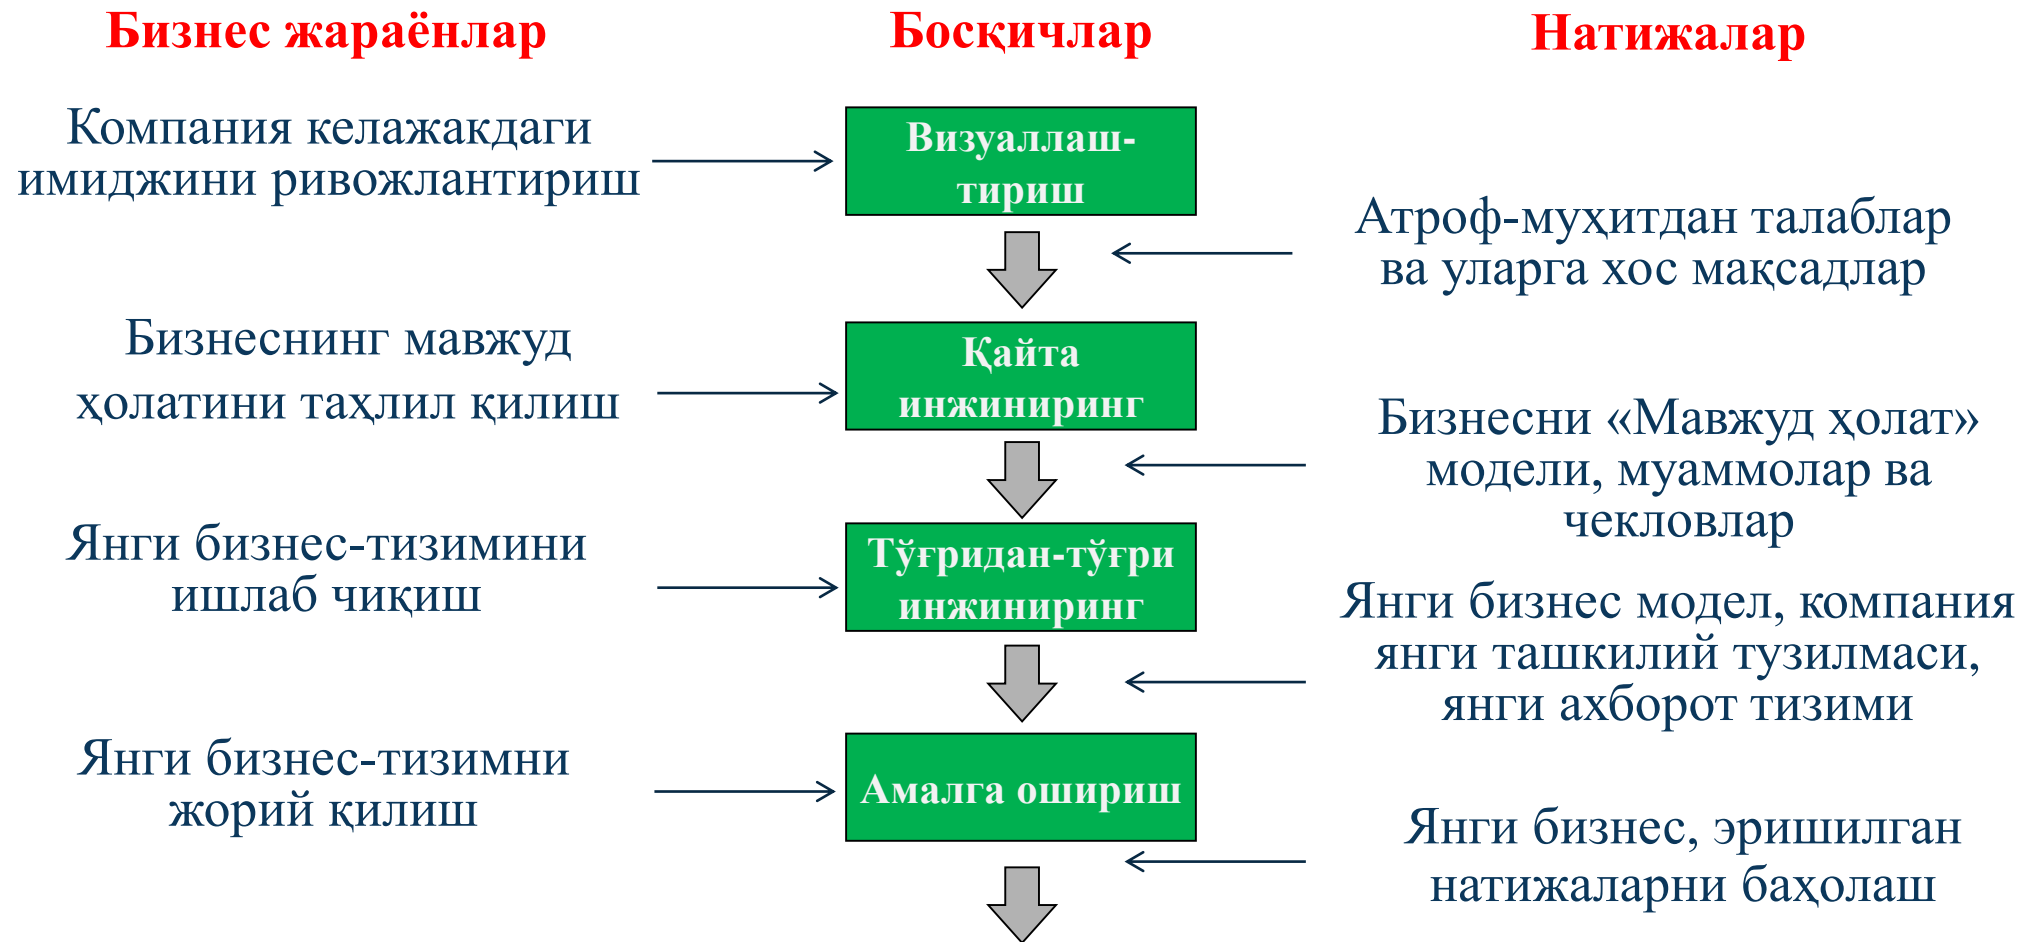 Бизнес жараёнлар
Босқичлар
Натижалар
Компания келажакдаги
имиджини ривожлантириш
Визуаллаш-
тириш
Атроф-муҳитдан талаблар
ва уларга хос мақсадлар
Бизнеснинг мавжуд
ҳолатини таҳлил қилиш
Қайта
инжиниринг
Бизнесни «Мавжуд ҳолат»
модели, муаммолар ва
чекловлар
Янги бизнес-тизимини
ишлаб чиқиш
Тўғридан-тўғри
инжиниринг
Янги бизнес модел, компания
янги ташкилий тузилмаси,
янги ахборот тизими
Янги бизнес-тизимни
жорий қилиш
Амалга ошириш
Янги бизнес, эришилган
натижаларни баҳолаш